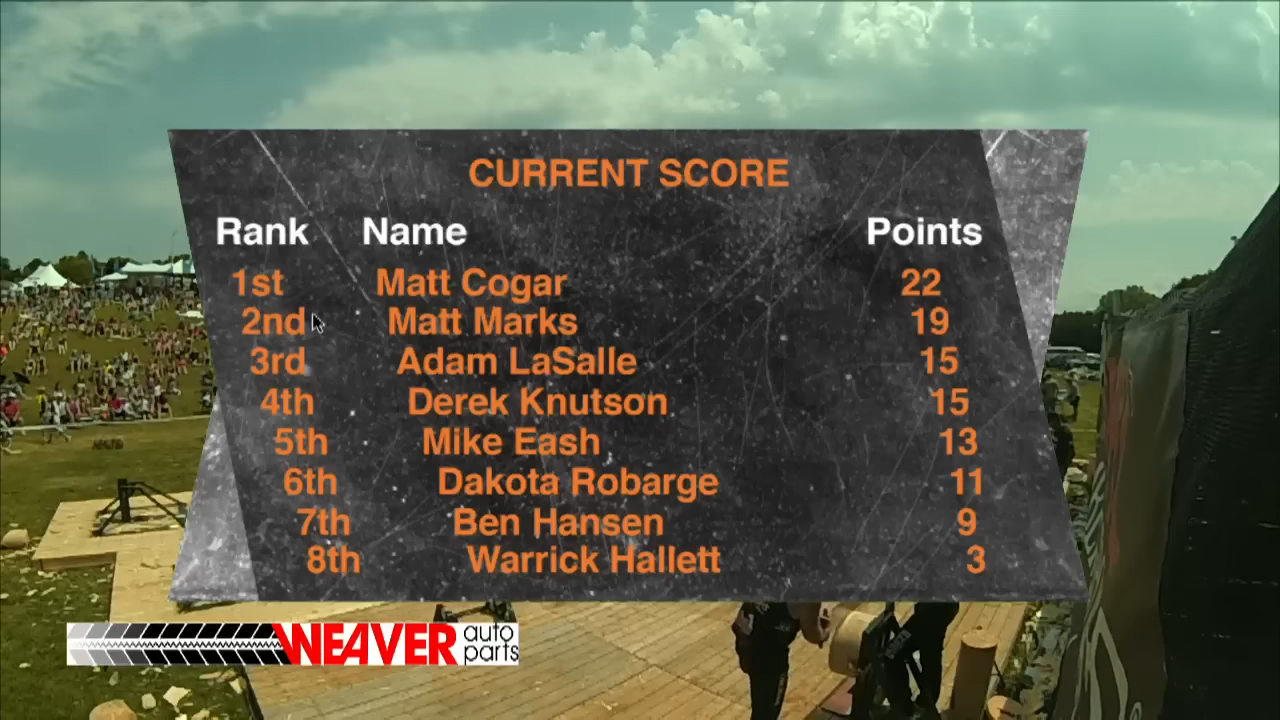 CURRENT SCORE
Rank Name Points
1st Matt Cogar 22
2nd Matt Marks 19
3rd Adam LaSalle 15
4th Derek Knutson 15
5th Mike Eash 13
6th Dakota Robarge 11
7th Ben Hansen 9
8th Warrick Hallett 3
WEAVER auto parts